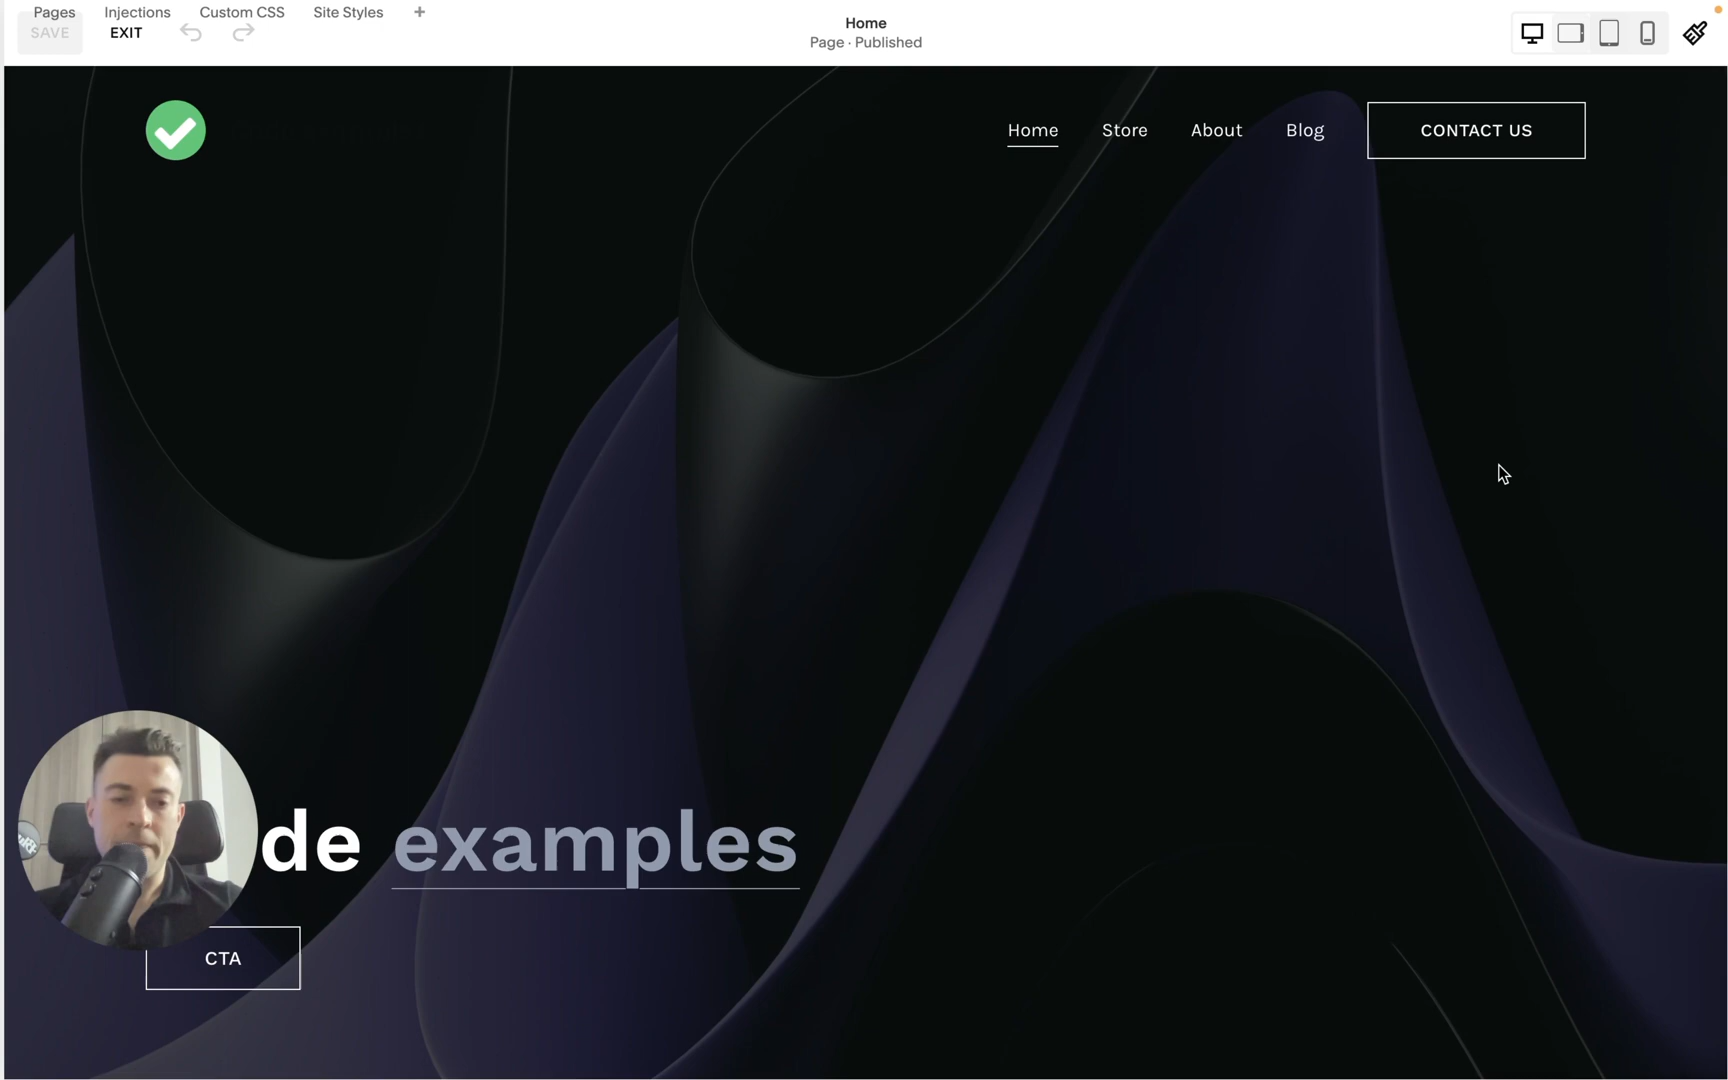 Pages Injections Custom CSS Site Styles +
SAVE EXIT
Home
Page · Published
Home Store About Blog CONTACT US
de examples
CTA